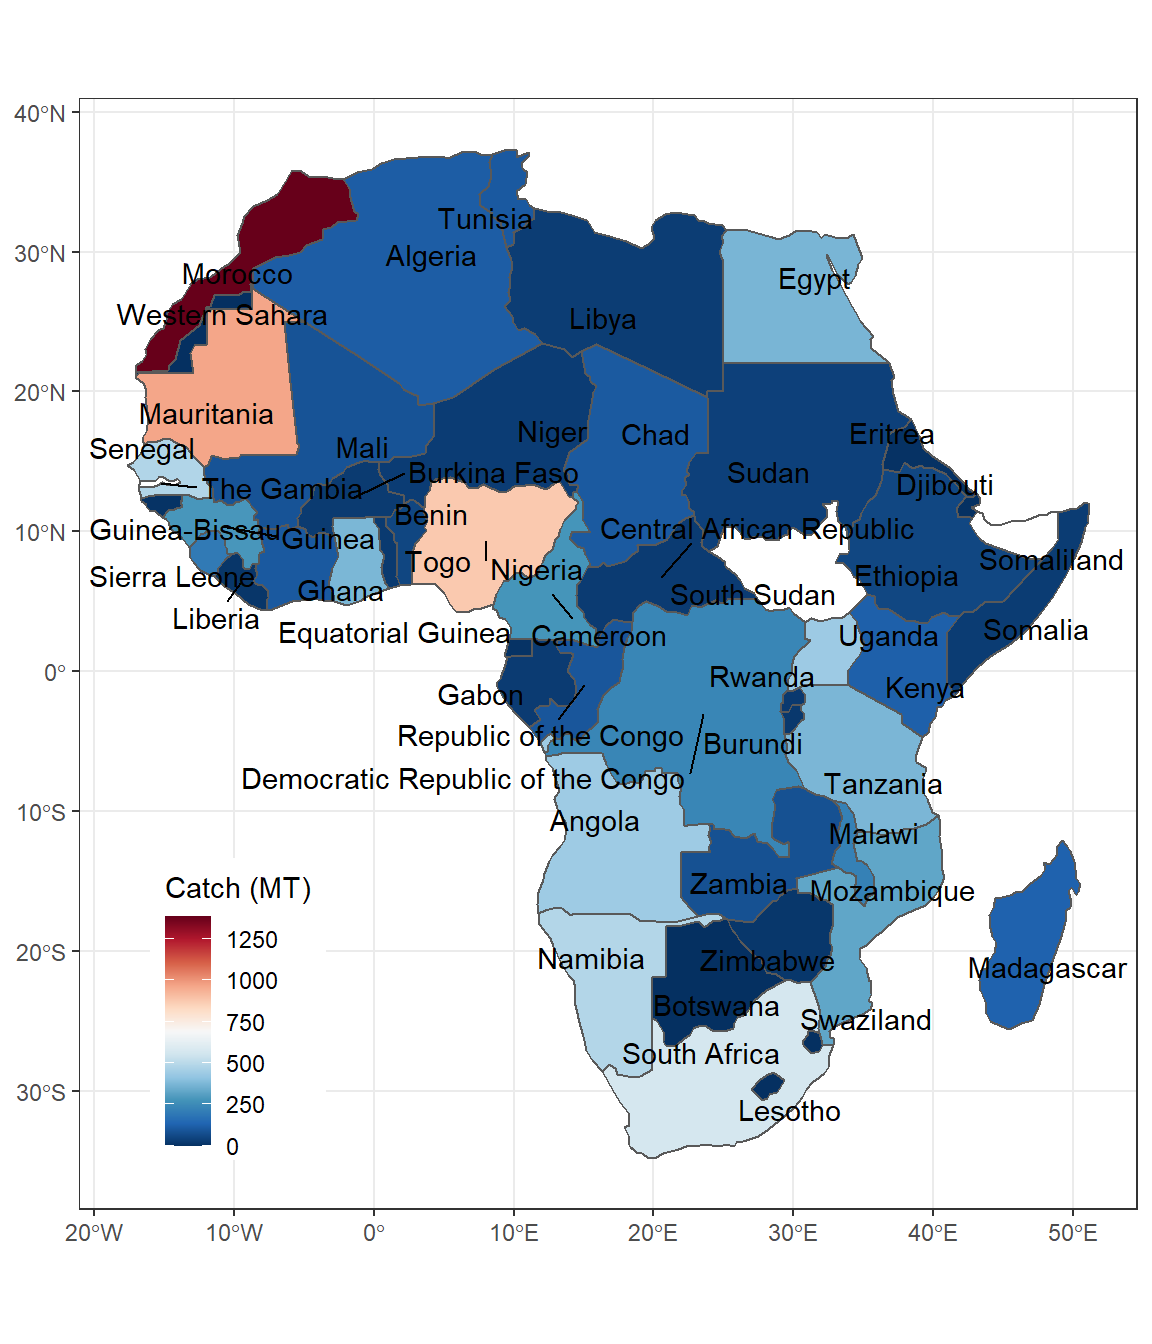 40°N
30°N
20°N
10°N
0°
10°S
20°S
30°S
Tunisia
Algeria
Morocco
Western Sahara
Libya
Egypt
Mauritania
Senegal
Mali
Niger
Chad
Eritrea
Sudan
Burkina Faso
The Gambia
Djibouti
Benin
Guinea-Bissau
Guinea
Central African Republic
Togo
Nigeria
Somaliland
Sierra Leone
Ethiopia
Ghana
South Sudan
Liberia
Equatorial Guinea
Cameroon
Uganda
Somalia
Rwanda
Kenya
Gabon
Republic of the Congo
Burundi
Democratic Republic of the Congo
Tanzania
Angola
Malawi
Zambia
Mozambique
Namibia
Zimbabwe
Madagascar
Botswana
Swaziland
South Africa
Lesotho
Catch (MT)
1250
1000
750
500
250
0
20°W
10°W
0°
10°E
20°E
30°E
40°E
50°E